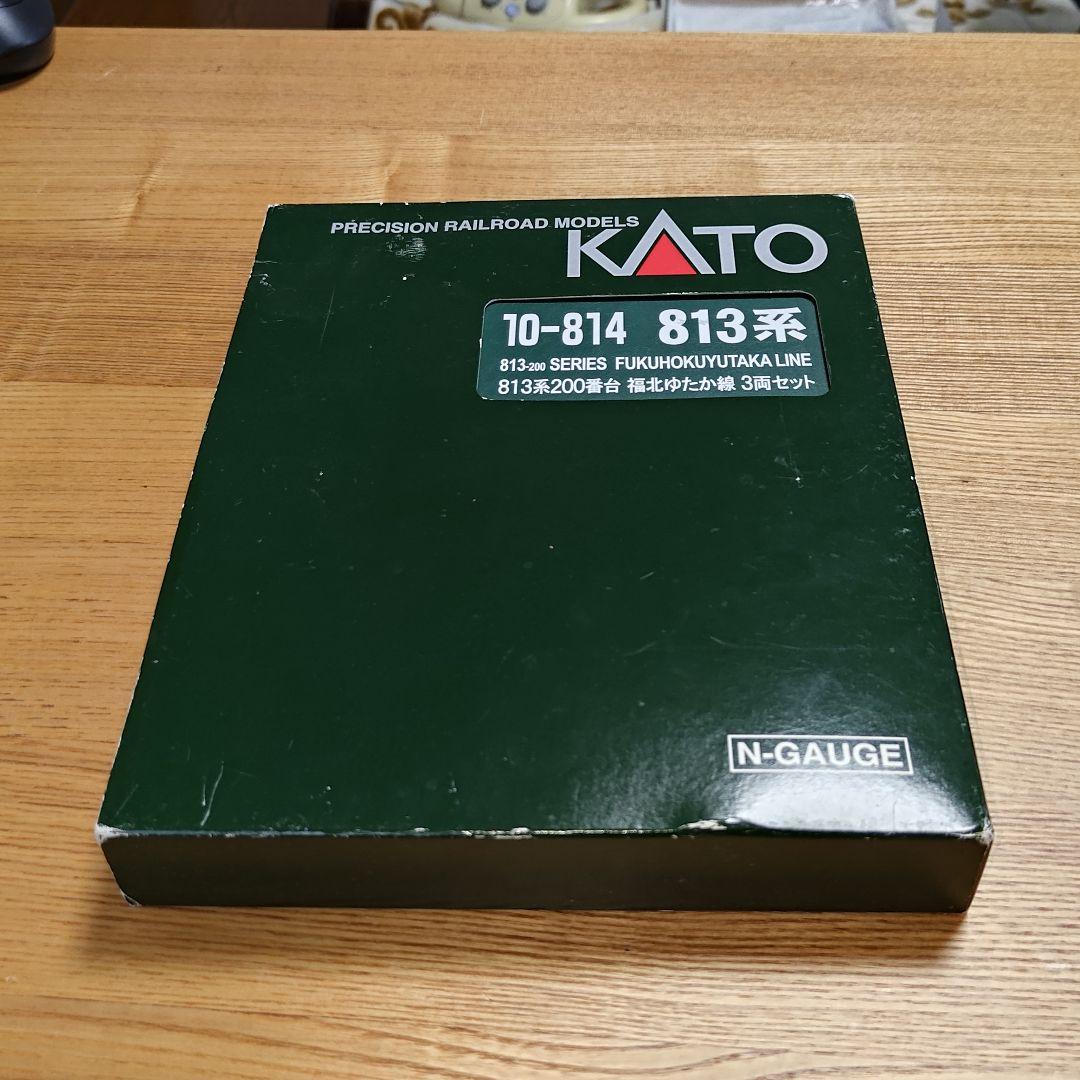 PRECISION RAILROAD MODELS
KATO
10-814 813系
813-200 SERIES FUKUHOKUYUTAKA LINE
813系200番台 福北ゆたか線 3両セット
N-GAUGE